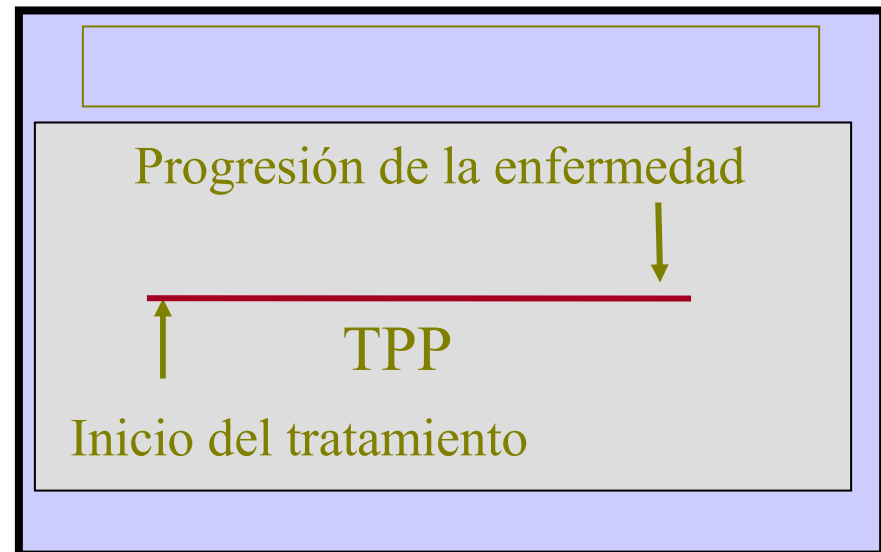 Progresión de la enfermedad
TPP
Inicio del tratamiento